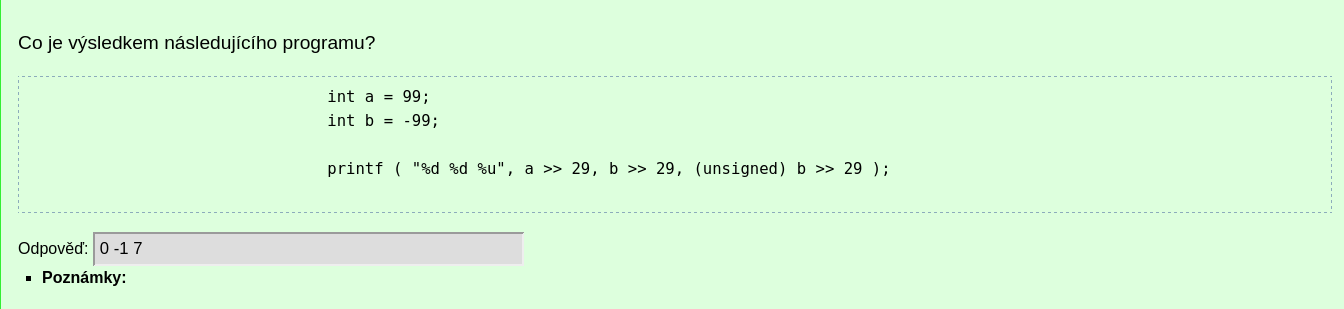 Co je výsledkem následujícího programu?
int a = 99;
int b = -99;
printf ( "%d %d %u", a >> 29, b >> 29, (unsigned) b >> 29 );
Odpověď: 0 -1 7
▪ Poznámky: